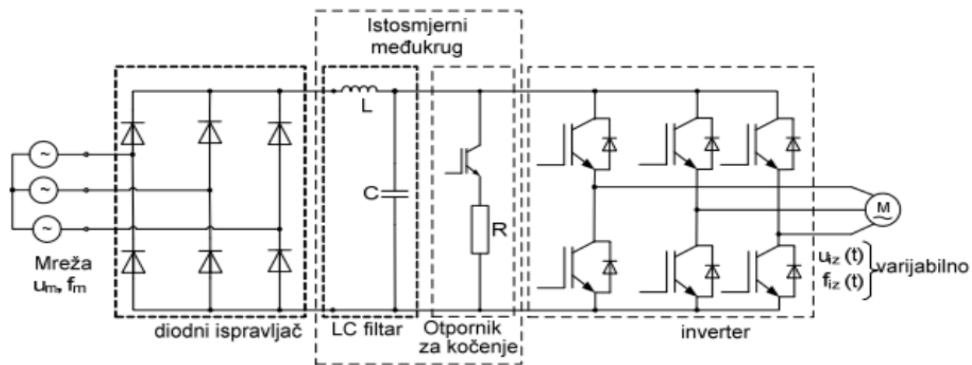 Istosmjerni
međukrug
L
C
R
~
~
~
M
~
Mreža
um, fm
uiz (t)
fiz (t)
varijabilno
diodni ispravljač
LC filtar
Otpornik
za kočenje
inverter